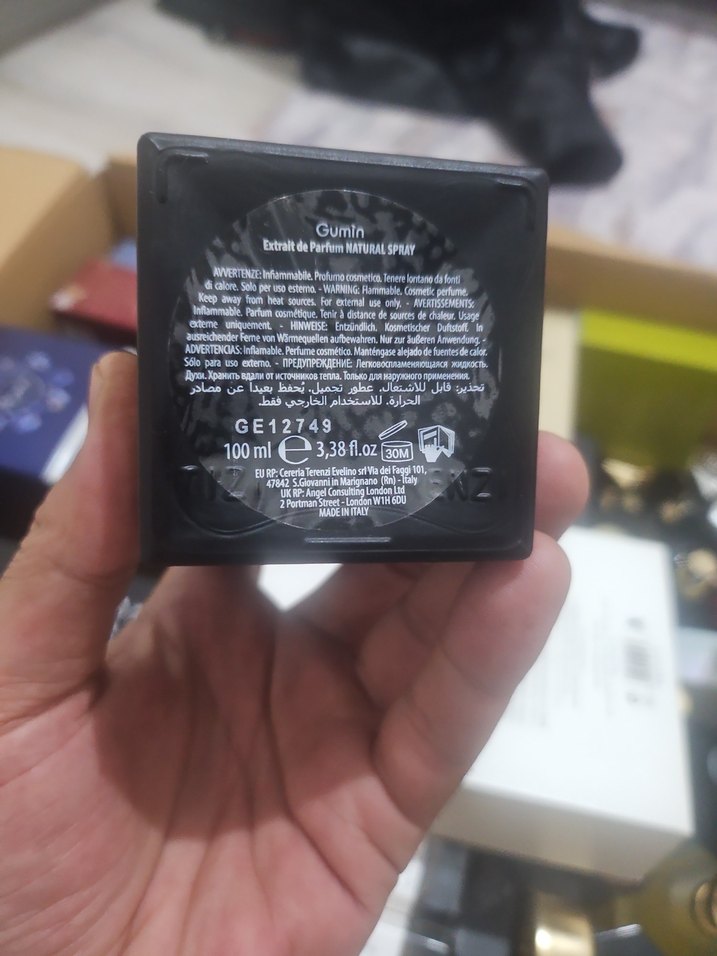 Gumin
Extrait de Parfum NATURAL SPRAY
AVVERTENZE: Infiammabile. Profumo cosmetico. Tenere lontano da fonti
di calore. Solo per uso esterno. - WARNING: Flammable, Cosmetic perfume,
Keep away from heat sources. For external use only, - AVERTISSEMENTS:
Inflammable. Parfum cosmétique. Tenir à distance de sources de chaleur. Usage
externe uniquement. - HINWEISE: Entzündlich. Kosmetischer Duftstoff. In
ausreichender Ferne von Wärmequellen aufbewahren. Nur zur äußeren Anwendung. -
ADVERTENCIAS: Inflamable. Perfume cosmético. Manténgase alejado de fuentes de calor.
Sólo para uso externo. - ПРЕДУПРЕЖДЕНИЕ: Легковоспламеняющаяся жидкость.
Духи. Хранить вдали от источников тепла. Только для наружного применения.
تحذير: قابل للاشتعال. عطور تجميل. يُحفظ بعيدا عن مصادر
الحرارة. للاستخدام الخارجي فقط.
GE12749
100 ml e 3,38 fl.oz 30M
EU RP: Cereria Terenzi Evelino srl Via dei Faggi 101,
47842 S.Giovanni in Marignano (Rn) - Italy
UK RP: Angel Consulting London Ltd
2 Portman Street - London W1H 6DU
MADE IN ITALY